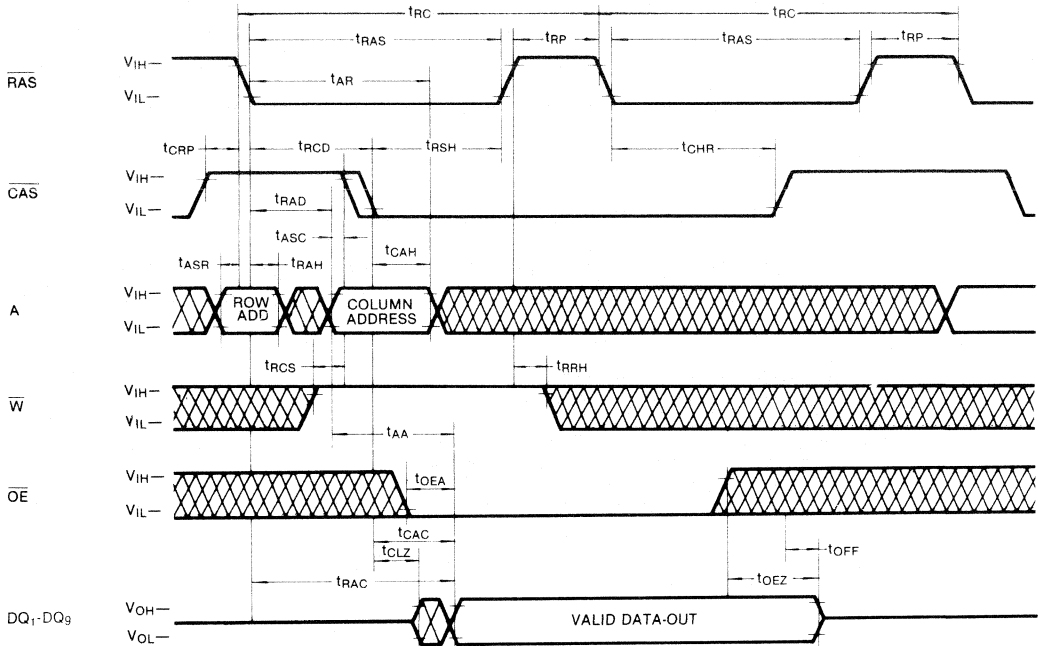 tRC tRC
tRAS tRP tRAS tRP
RAS VIH
tAR
VIL
tCRP tRCD tRSH tCHR
CAS VIH
VIL
tRAD
tASC
tASR tRAH tCAH
A VIH
VIL
ROW ADD
COLUMN ADDRESS
tRCS tRRH
W VIH
VIL
tAA
OE VIH
VIL
tOEA
tCAC
tCLZ tOFF
tRAC tOEZ
DQ1-DQ9 VOH
VOL
VALID DATA-OUT